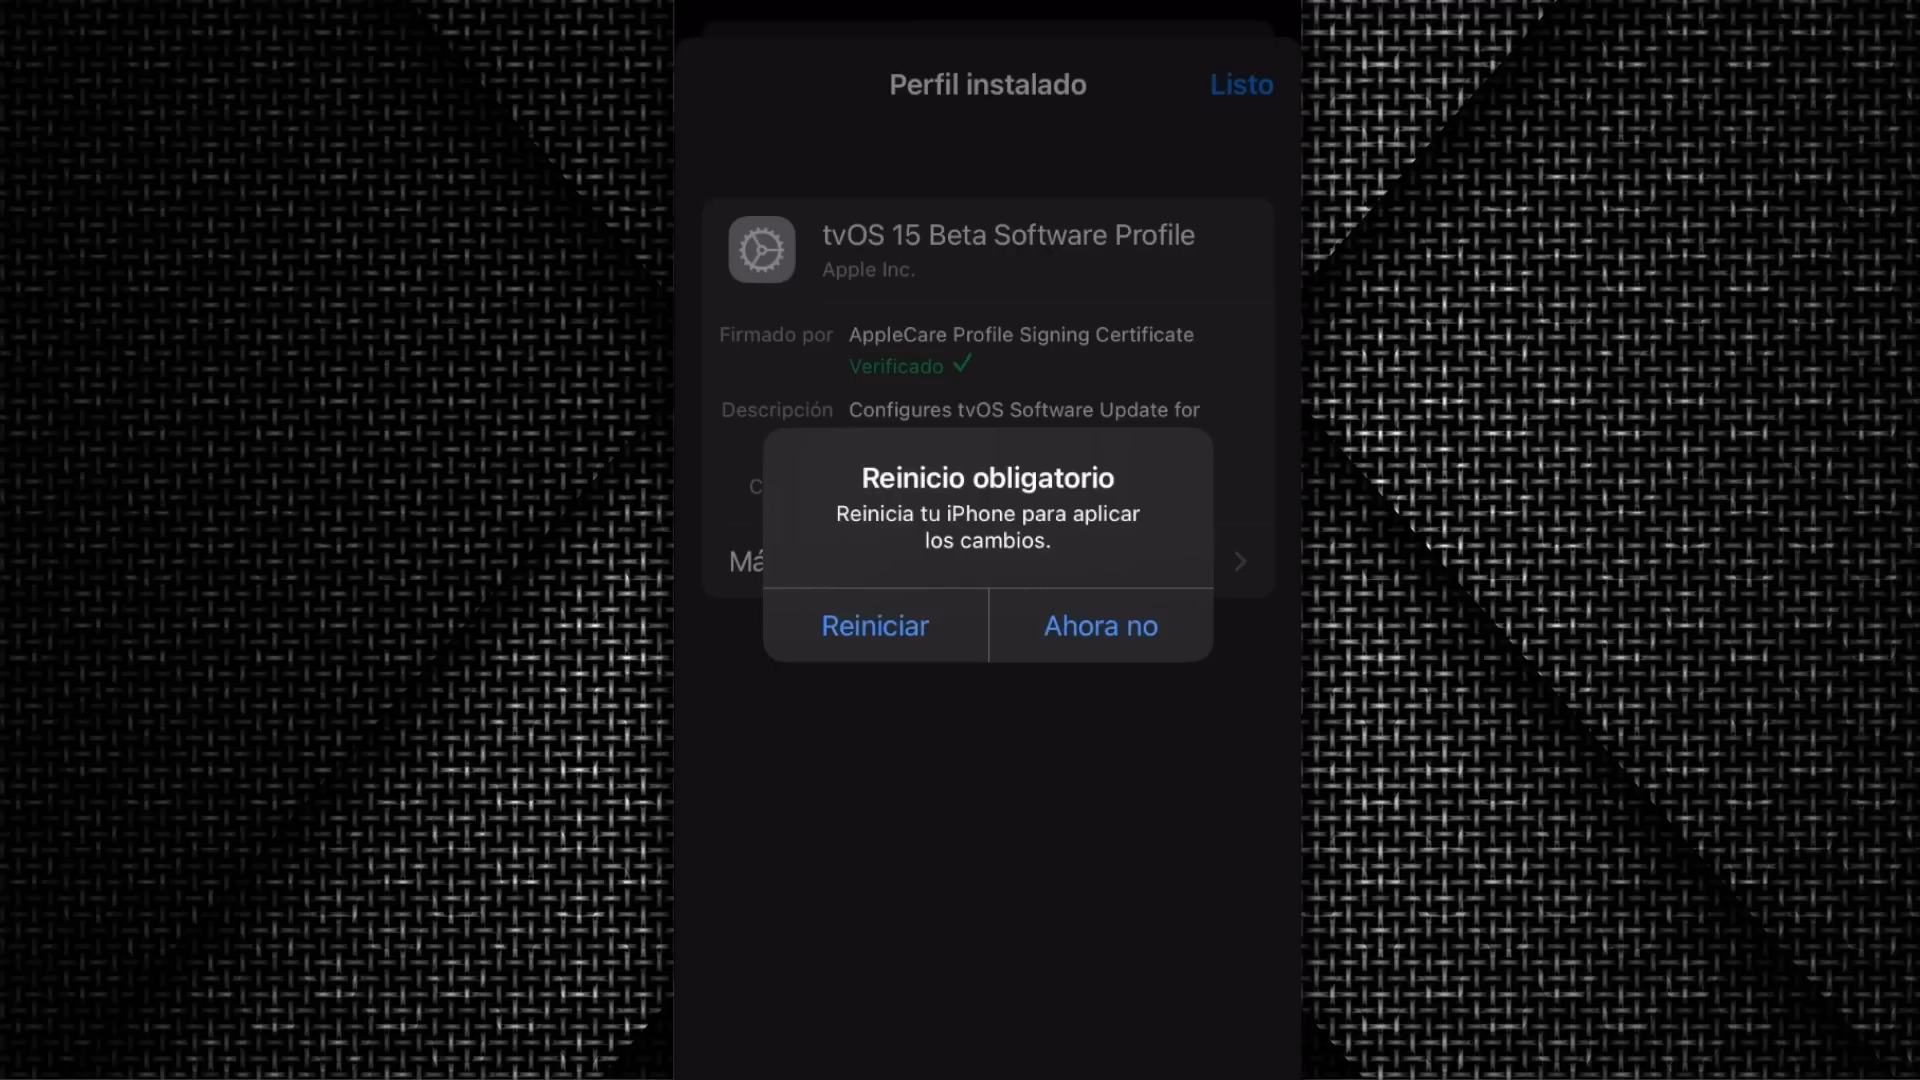 Perfil instalado
Listo
tvOS 15 Beta Software Profile
Apple Inc.
Firmado por AppleCare Profile Signing Certificate
Verificado
Descripción Configures tvOS Software Update for
Reinicio obligatorio
Reinicia tu iPhone para aplicar
los cambios.
Reiniciar
Ahora no